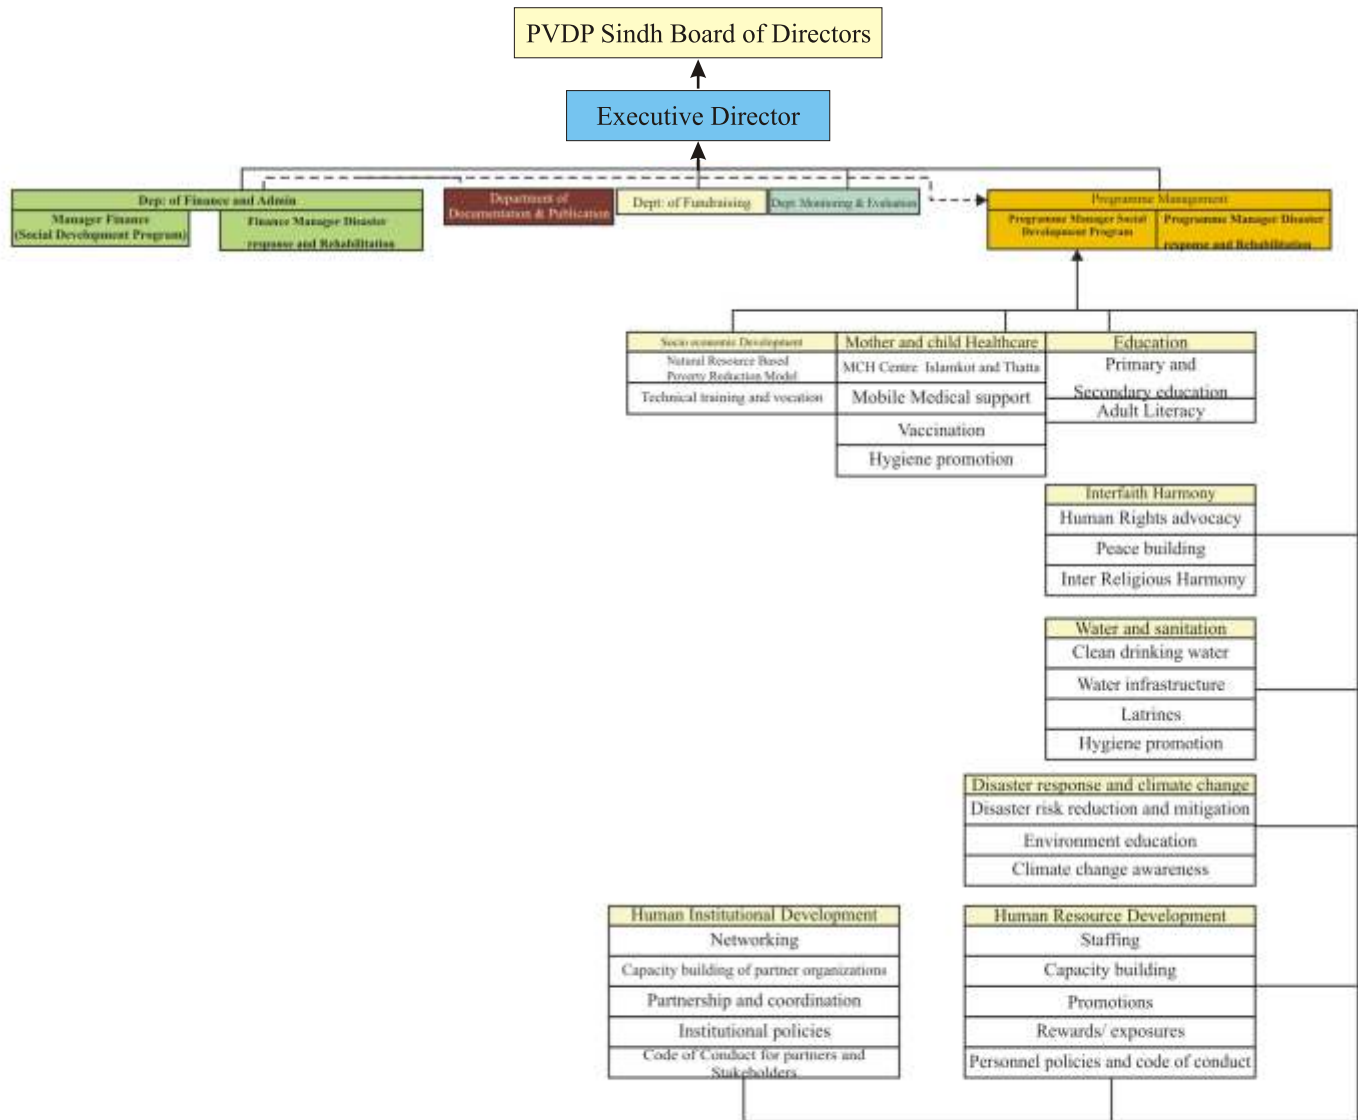 PVDP Sindh Board of Directors
Executive Director
Dep: of Finance and Admin
Manager Finance
(Social Development Program)
Finance Manager Disaster
response and Rehabilitation
Department of
Documentation & Publication
Dept: of Fundraising
Dept: Monitoring & Evaluation
Programme Management
Programme Manager Social
Development Program
Programme Manager Disaster
response and Rehabilitation
Socio economic Development
Natural Resource Based
Poverty Reduction Model
Technical training and vocation
Mother and child Healthcare
MCH Centre Islamkot and Thatta
Mobile Medical support
Vaccination
Hygiene promotion
Education
Primary and
Secondary education
Adult Literacy
Interfaith Harmony
Human Rights advocacy
Peace building
Inter Religious Harmony
Water and sanitation
Clean drinking water
Water infrastructure
Latrines
Hygiene promotion
Disaster response and climate change
Disaster risk reduction and mitigation
Environment education
Climate change awareness
Human Institutional Development
Networking
Capacity building of partner organizations
Partnership and coordination
Institutional policies
Code of Conduct for partners and
Stakeholders
Human Resource Development
Staffing
Capacity building
Promotions
Rewards/ exposures
Personnel policies and code of conduct